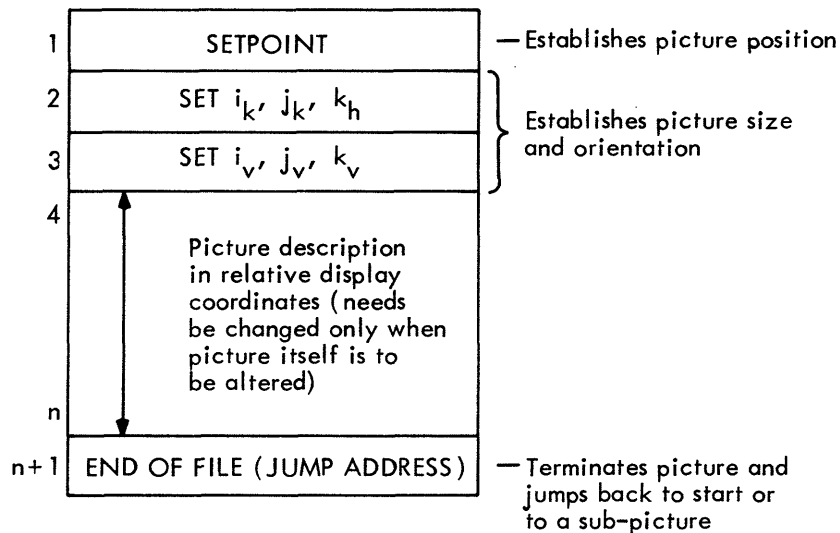 1 SETPOINT — Establishes picture position
2 SET i_k, j_k, k_h
3 SET i_v, j_v, k_v
Establishes picture size
and orientation
4
Picture description
in relative display
coordinates (needs
be changed only when
picture itself is to
be altered)
n
n+1 END OF FILE (JUMP ADDRESS) — Terminates picture and
jumps back to start or
to a sub-picture